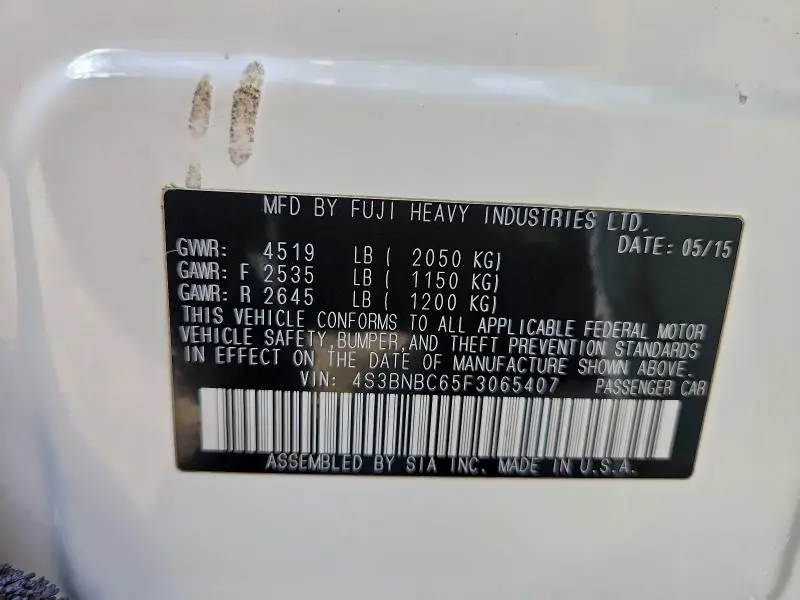 MFD BY FUJI HEAVY INDUSTRIES LTD.
DATE: 05/15
GVWR: 4519 LB ( 2050 KG)
GAWR: F 2535 LB ( 1150 KG)
GAWR: R 2645 LB ( 1200 KG)
THIS VEHICLE CONFORMS TO ALL APPLICABLE FEDERAL MOTOR
VEHICLE SAFETY,BUMPER,AND THEFT PREVENTION STANDARDS
IN EFFECT ON THE DATE OF MANUFACTURE SHOWN ABOVE.
VIN: 4S3BNBC65F3065407 PASSENGER CAR
ASSEMBLED BY SIA INC. MADE IN U.S.A.